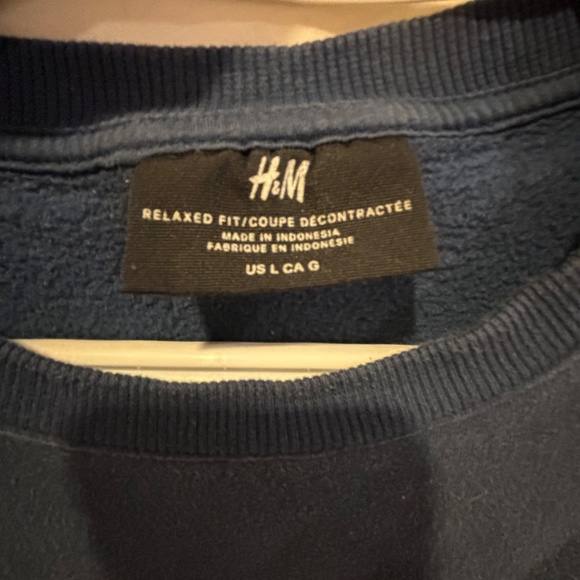 H&M
RELAXED FIT/COUPE DÉCONTRACTÉE
MADE IN INDONESIA
FABRIQUÉ EN INDONÉSIE
US L CA G